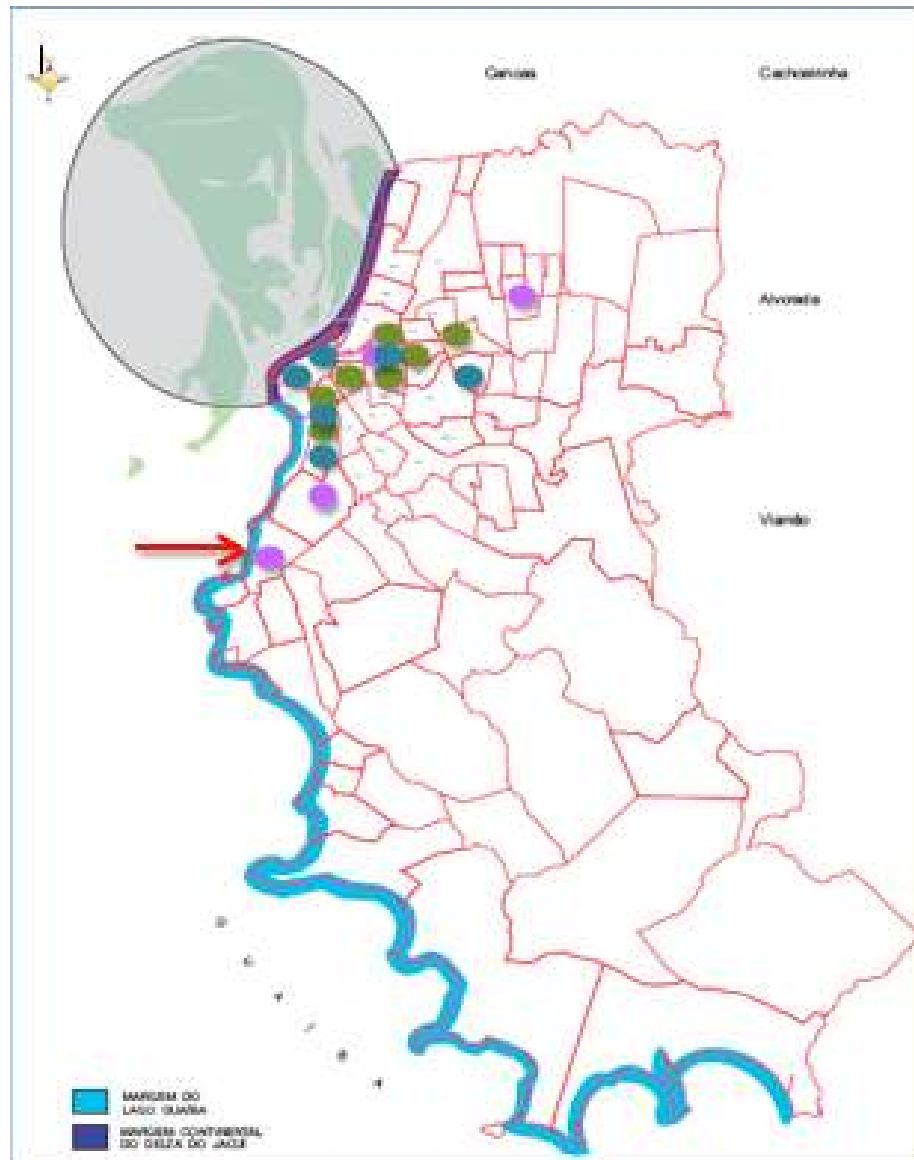 Canoas
Cachoeirinha
Alvorada
Viamão
MARGEM DO
LAGO GUAÍBA
MARGEM CONTINENTAL
DO DELTA DO JACUÍ